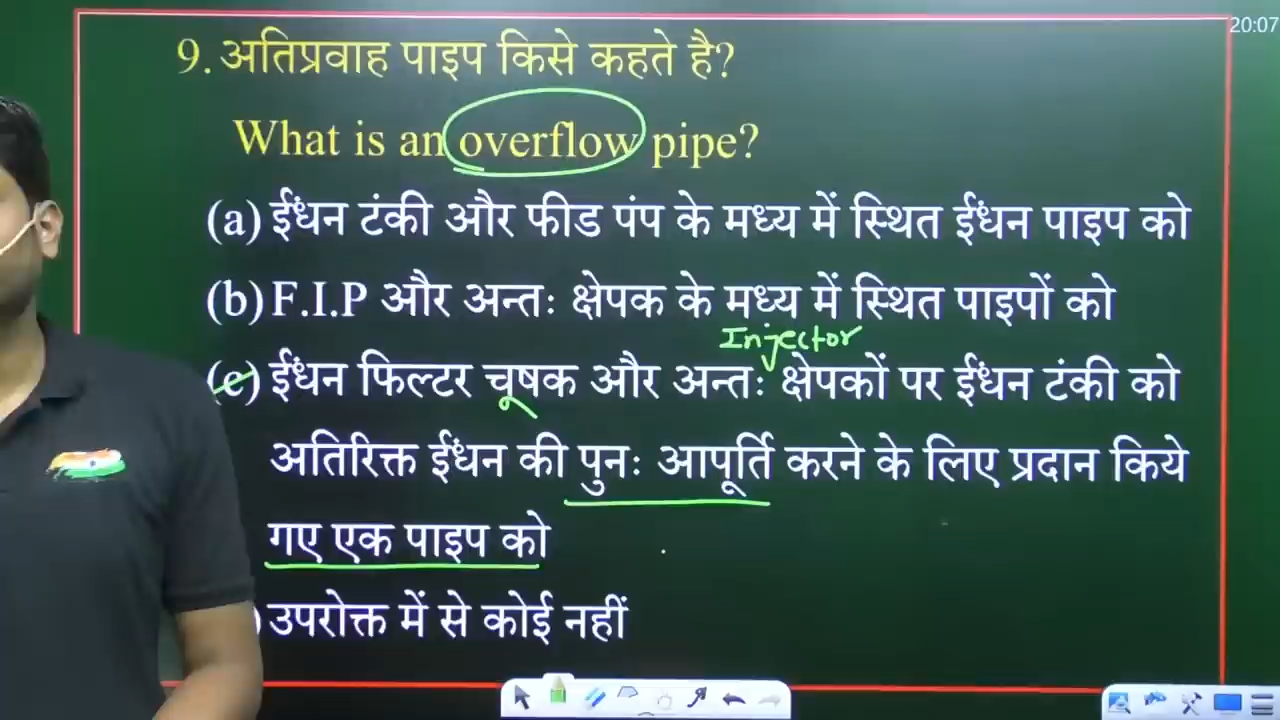 20:07
9. अतिप्रवाह पाइप किसे कहते है?
What is an overflow pipe?
(a) ईंधन टंकी और फीड पंप के मध्य में स्थित ईंधन पाइप को
(b) F.I.P और अन्तः क्षेपक के मध्य में स्थित पाइपों को
Injector
(c) ईंधन फिल्टर चूषक और अन्तः क्षेपकों पर ईंधन टंकी को
अतिरिक्त ईंधन की पुनः आपूर्ति करने के लिए प्रदान किये
गए एक पाइप को
) उपरोक्त में से कोई नहीं